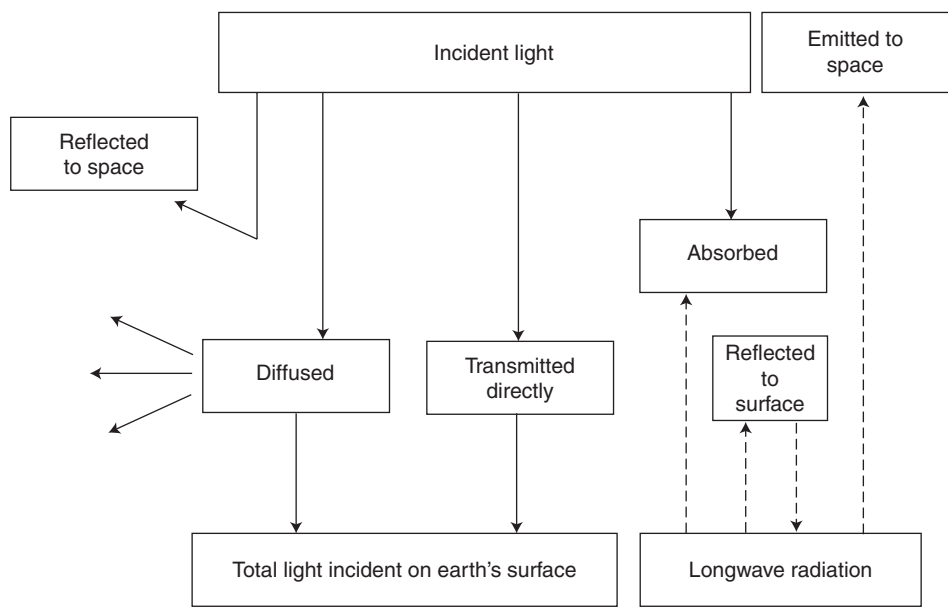 Incident light
Emitted to
space
Reflected
to space
Absorbed
Diffused
Transmitted
directly
Reflected
to
surface
Total light incident on earth's surface
Longwave radiation